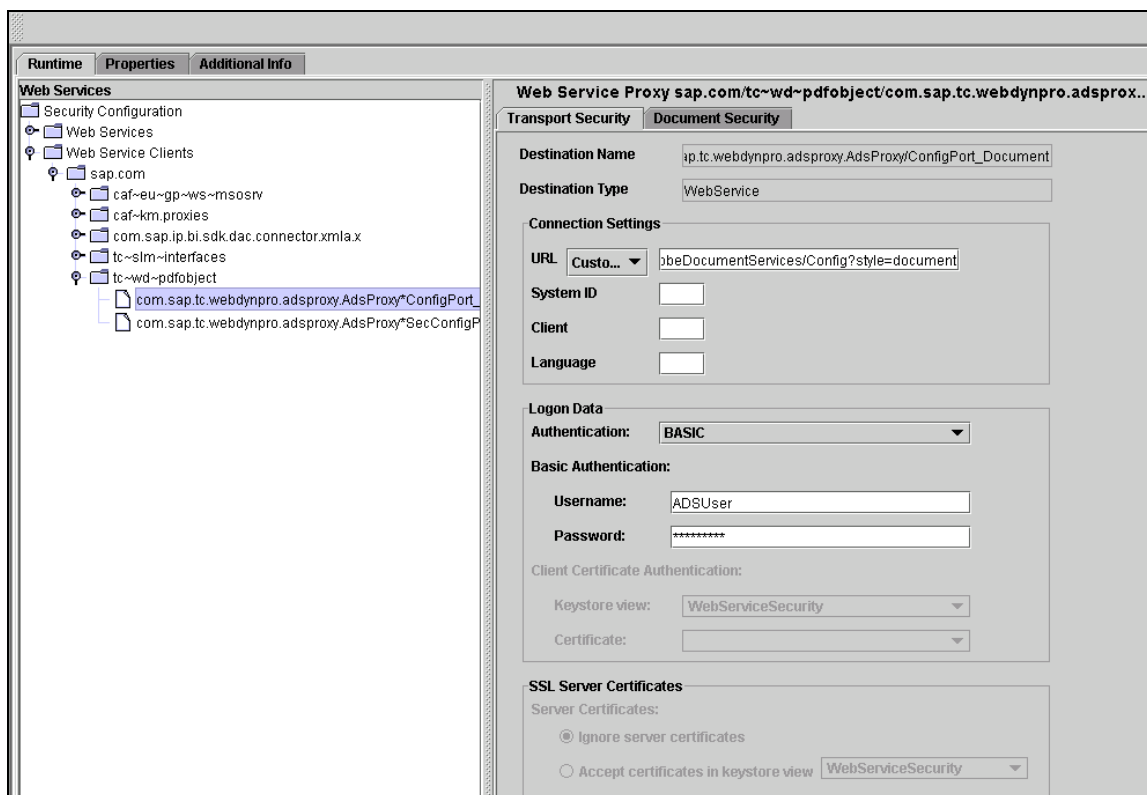 Runtime Properties Additional Info
Web Services
Security Configuration
Web Services
Web Service Clients
sap.com
caf~eu~gp~ws~msosrv
caf~km.proxies
com.sap.ip.bi.sdk.dac.connector.xmla.x
tc~slm~interfaces
tc~wd~pdfobject
com.sap.tc.webdynpro.adsproxy.AdsProxy*ConfigPort_
com.sap.tc.webdynpro.adsproxy.AdsProxy*SecConfigP
Web Service Proxy sap.com/tc~wd~pdfobject/com.sap.tc.webdynpro.adsprox...
Transport Security Document Security
Destination Name ap.tc.webdynpro.adsproxy.AdsProxy/ConfigPort_Document
Destination Type WebService
Connection Settings
URL Custo... obeDocumentServices/Config?style=document
System ID
Client
Language
Logon Data
Authentication: BASIC
Basic Authentication:
Username: ADSUser
Password: *********
Client Certificate Authentication:
Keystore view: WebServiceSecurity
Certificate:
SSL Server Certificates
Server Certificates:
Ignore server certificates
Accept certificates in keystore view WebServiceSecurity